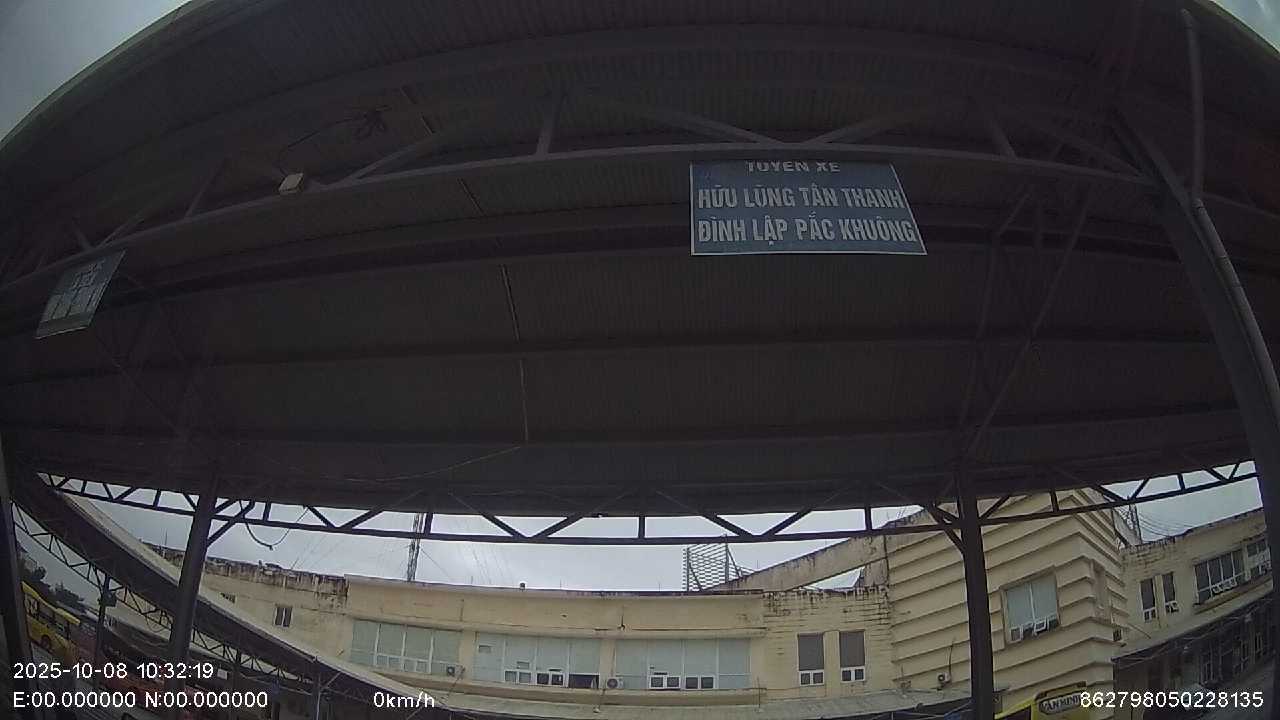 TUYẾN XE
HỮU LŨNG TÂN THANH
ĐÌNH LẬP PẮC KHUÔNG
2025-10-08 10:32:19
E:00.000000 N:00.000000
0km/h
862798050228135